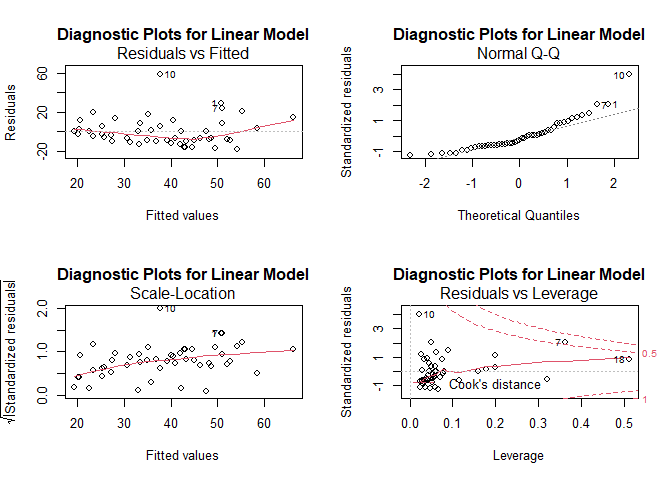 Diagnostic Plots for Linear Model
Residuals vs Fitted
Residuals
60
20
-20
10
1
7
20 30 40 50 60
Fitted values
Diagnostic Plots for Linear Model
Normal Q-Q
Standardized residuals
3
1
-1
10
7 1
-2 -1 0 1 2
Theoretical Quantiles
Diagnostic Plots for Linear Model
Scale-Location
√|Standardized residuals|
2.0
1.0
0.0
10
7
20 30 40 50 60
Fitted values
Diagnostic Plots for Linear Model
Residuals vs Leverage
Standardized residuals
3
1
-1
10
7
18
Cook's distance
0.5
1
0.0 0.1 0.2 0.3 0.4 0.5
Leverage